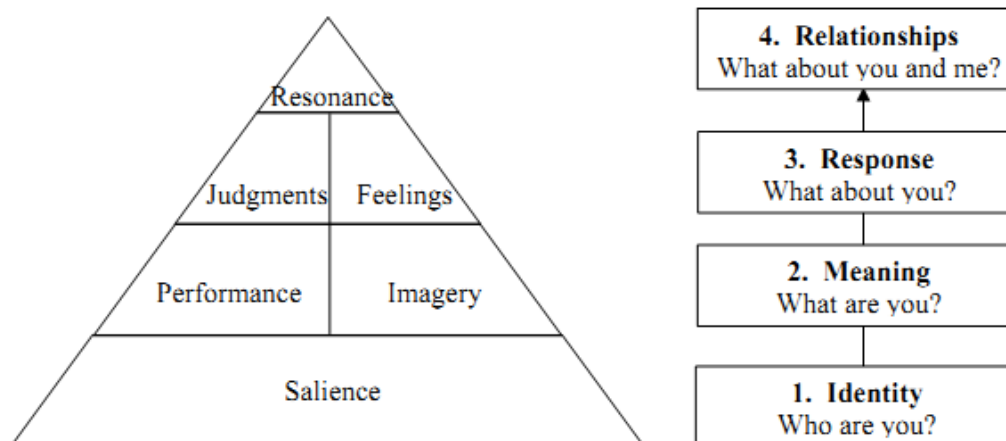 Resonance
Judgments Feelings
Performance Imagery
Salience
4. Relationships
What about you and me?
3. Response
What about you?
2. Meaning
What are you?
1. Identity
Who are you?